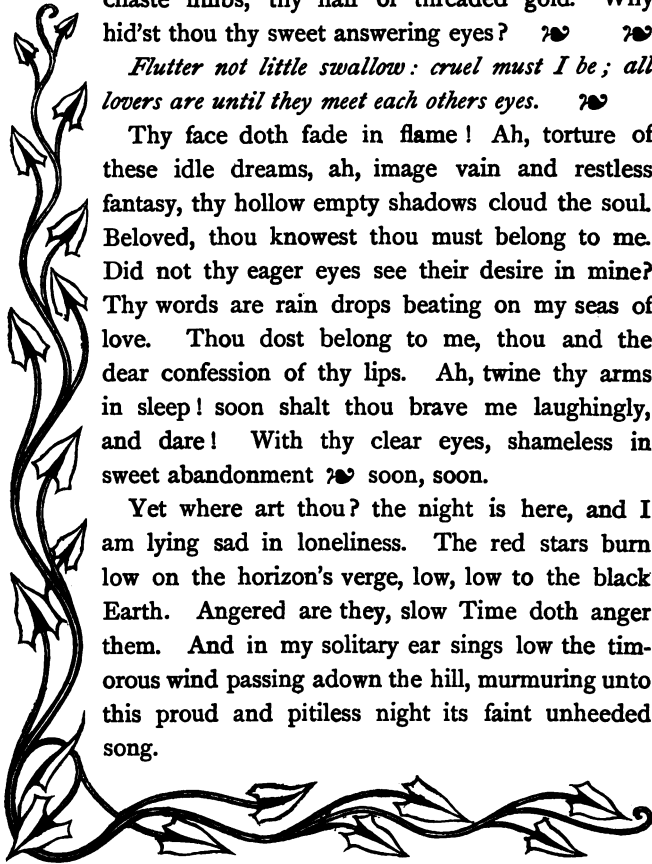 chaste limbs, thy hair of threaded gold. Why
hid'st thou thy sweet answering eyes? ❧ ❧
Flutter not little swallow: cruel must I be; all
lovers are until they meet each others eyes. ❧
Thy face doth fade in flame! Ah, torture of
these idle dreams, ah, image vain and restless
fantasy, thy hollow empty shadows cloud the soul.
Beloved, thou knowest thou must belong to me.
Did not thy eager eyes see their desire in mine?
Thy words are rain drops beating on my seas of
love. Thou dost belong to me, thou and the
dear confession of thy lips. Ah, twine thy arms
in sleep! soon shalt thou brave me laughingly,
and dare! With thy clear eyes, shameless in
sweet abandonment ❧ soon, soon.
Yet where art thou? the night is here, and I
am lying sad in loneliness. The red stars burn
low on the horizon's verge, low, low to the black
Earth. Angered are they, slow Time doth anger
them. And in my solitary ear sings low the tim-
orous wind passing adown the hill, murmuring unto
this proud and pitiless night its faint unheeded
song.